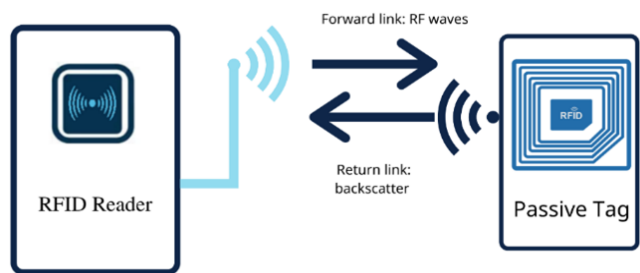 Forward link: RF waves
RFID
RFID Reader
Return link:
backscatter
Passive Tag